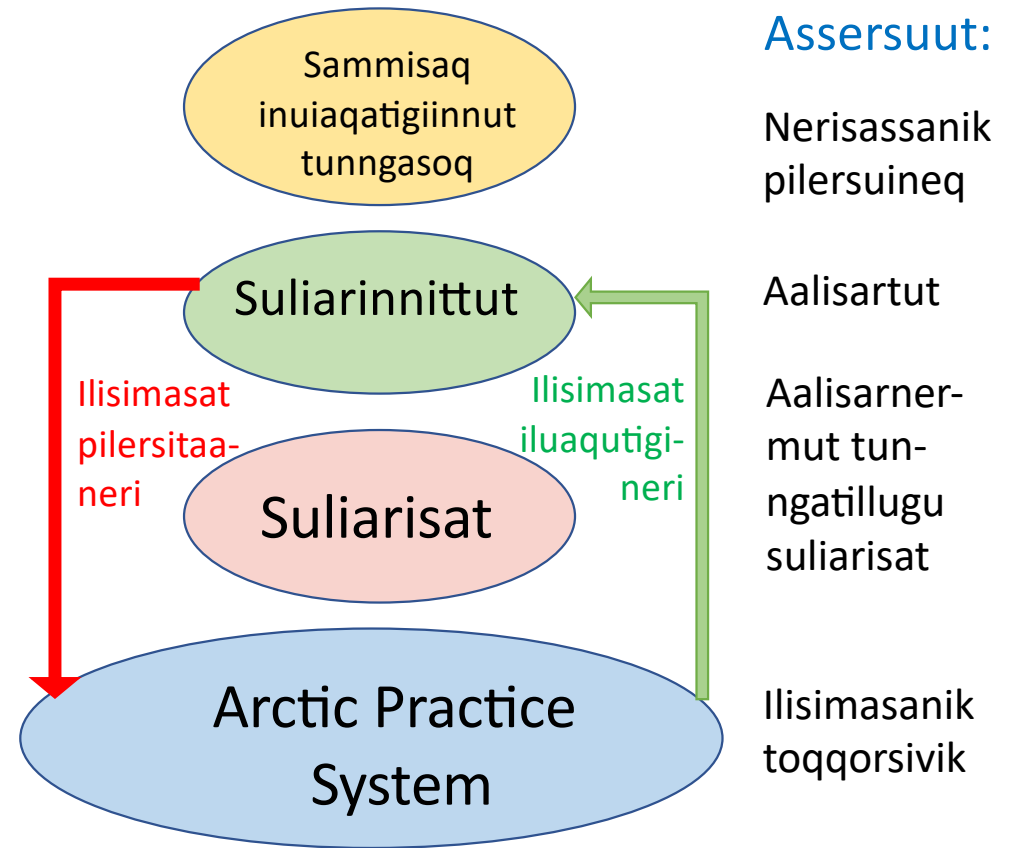 Assersuut:
Sammisaq
inuiaqatigiinnut
tunngasoq
Nerisassanik
pilersuineq
Suliarinnittut
Aalisartut
Ilisimasat
pilersitaa-
neri
Ilisimasat
iluaqutigi-
neri
Suliarisat
Aalisarner-
mut tun-
ngatillugu
suliarisat
Arctic Practice
System
Ilisimasanik
toqqorsivik